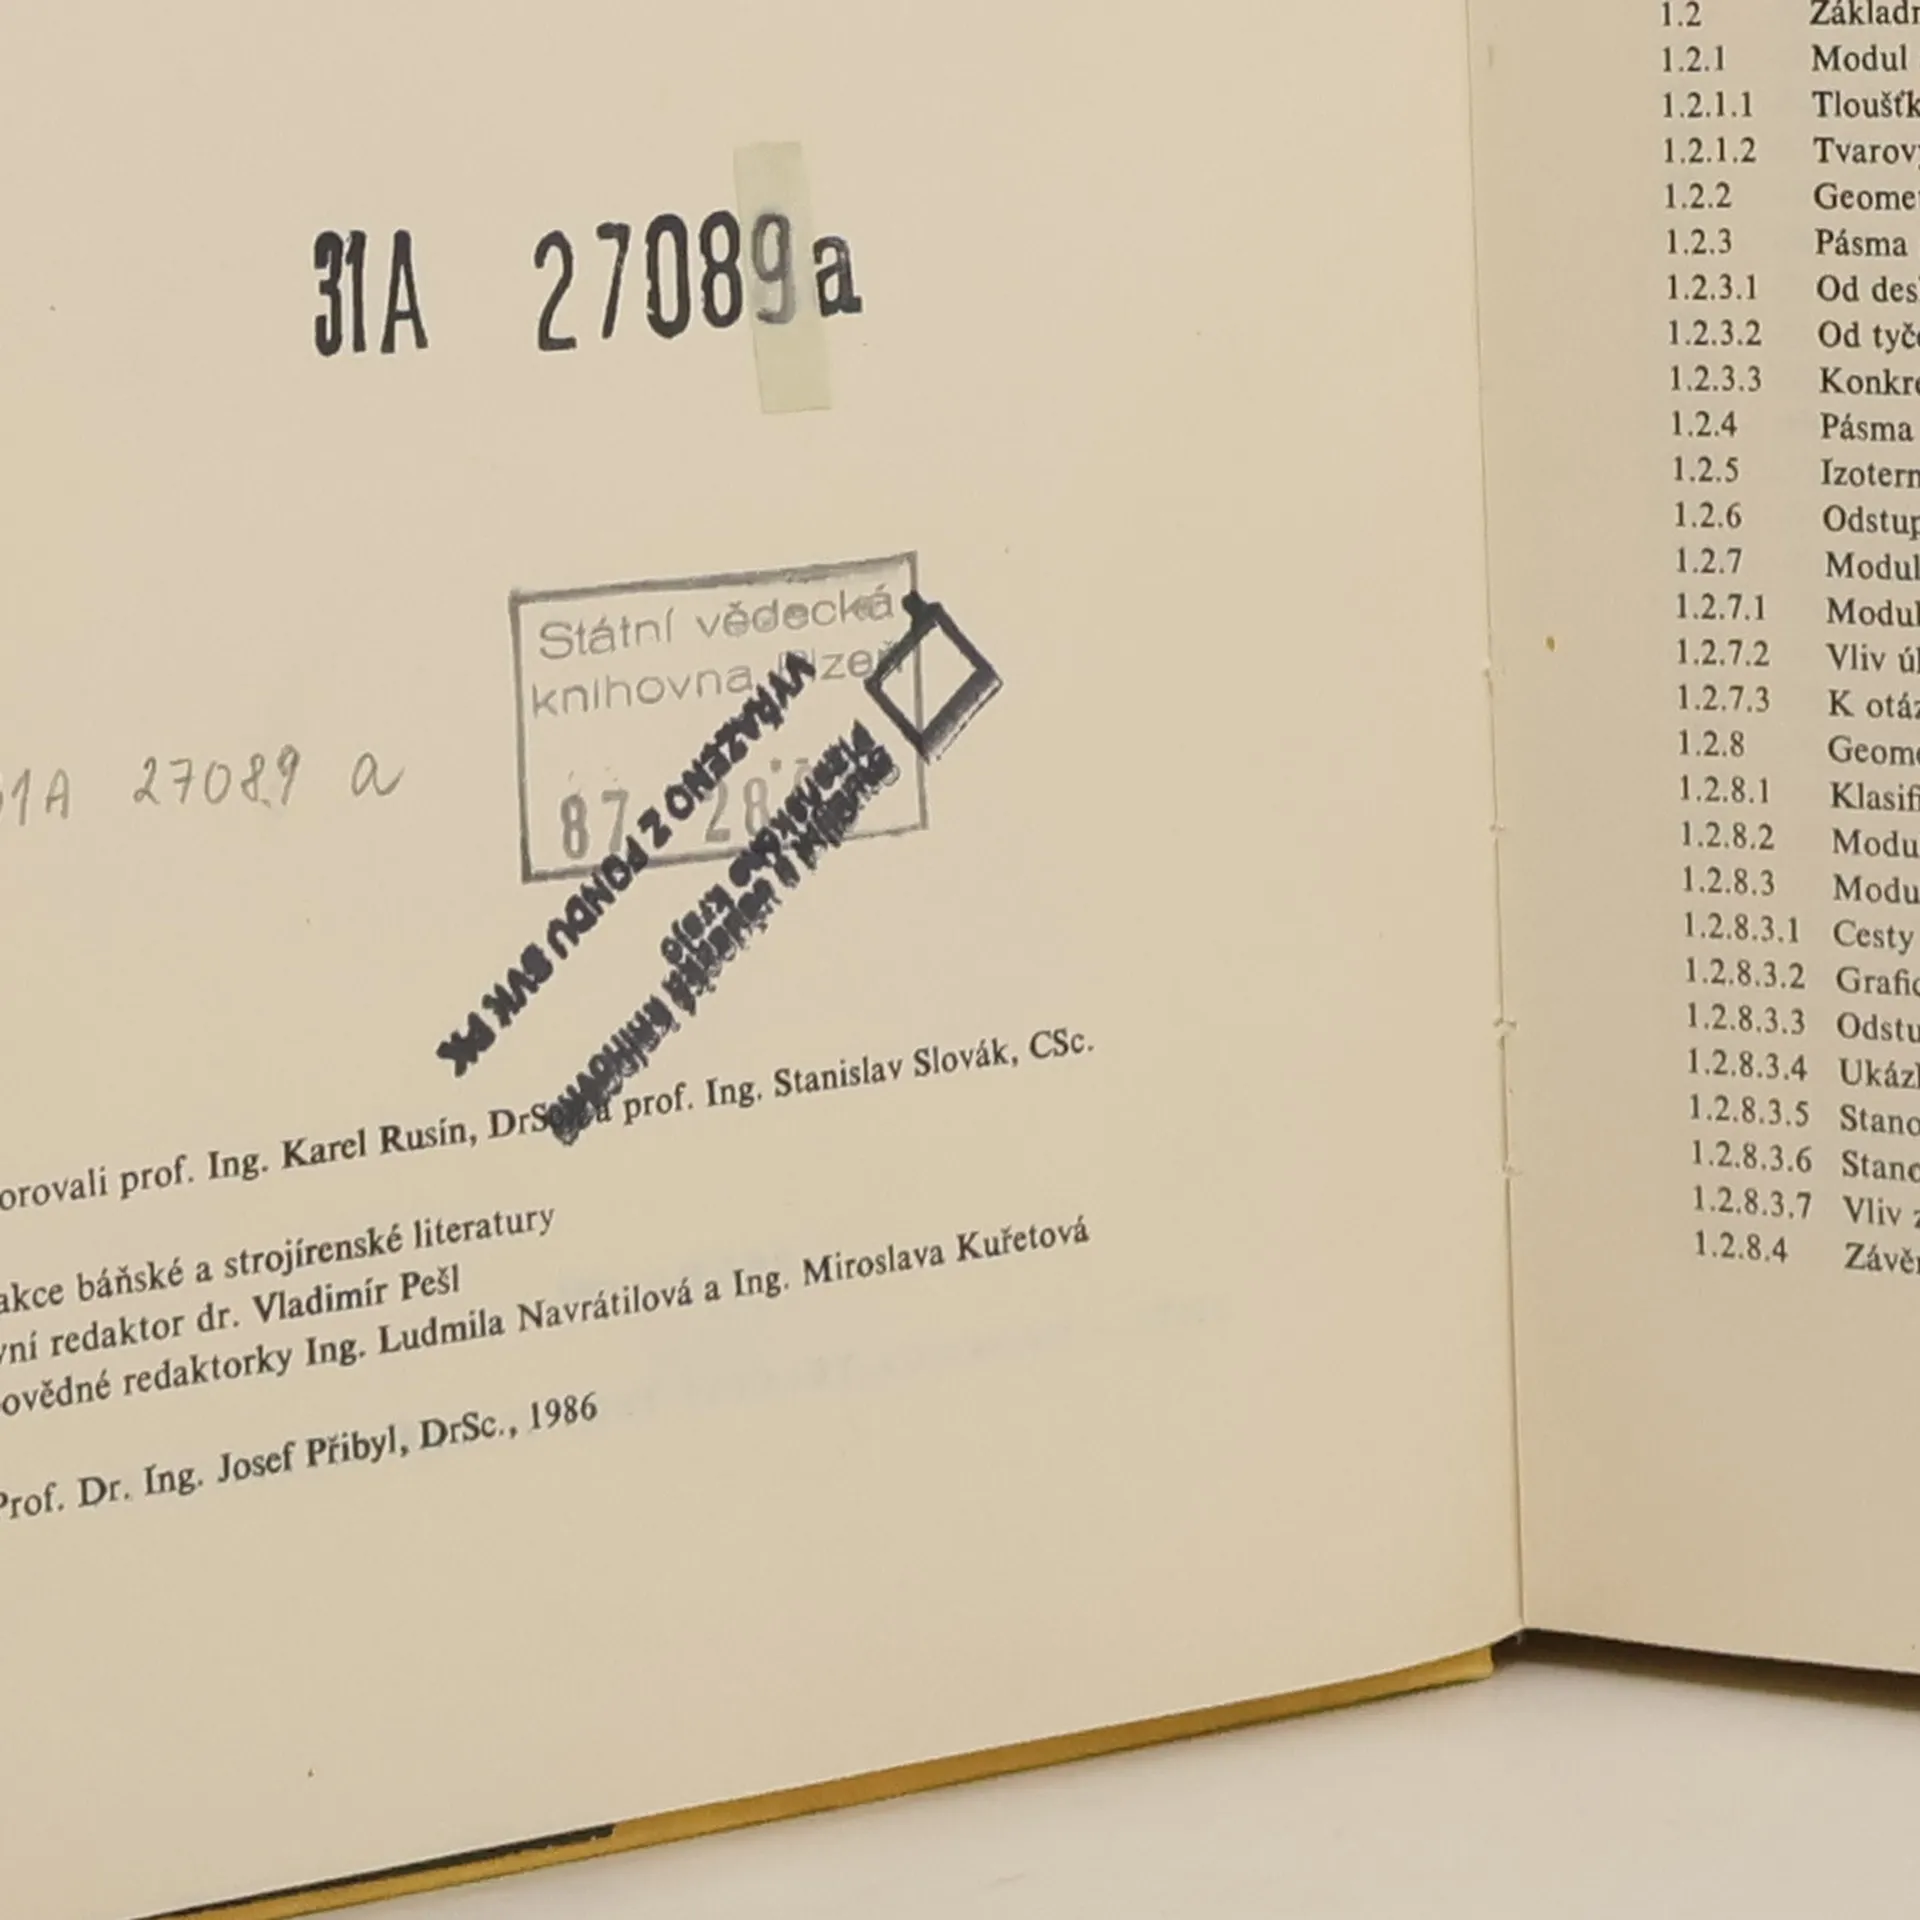 31A 27089a
Státní vědecká
knihovna Plzeň
87 28
VYŘAZENO Z FONDU SVK PK
31A 27089 a
orovali prof. Ing. Karel Rusín, DrSc. a prof. Ing. Stanislav Slovák, CSc.
akce báňské a strojírenské literatury
vní redaktor dr. Vladimír Pešl
ovědné redaktorky Ing. Ludmila Navrátilová a Ing. Miroslava Kuřetová
Prof. Dr. Ing. Josef Přibyl, DrSc., 1986
1.2 Základn
1.2.1 Modul
1.2.1.1 Tloušťk
1.2.1.2 Tvarov
1.2.2 Geome
1.2.3 Pásma
1.2.3.1 Od des
1.2.3.2 Od tyč
1.2.3.3 Konkre
1.2.4 Pásma
1.2.5 Izoterm
1.2.6 Odstup
1.2.7 Modul
1.2.7.1 Modul
1.2.7.2 Vliv ú
1.2.7.3 K otáz
1.2.8 Geome
1.2.8.1 Klasifi
1.2.8.2 Modu
1.2.8.3 Modu
1.2.8.3.1 Cesty
1.2.8.3.2 Grafic
1.2.8.3.3 Odstu
1.2.8.3.4 Ukázk
1.2.8.3.5 Stano
1.2.8.3.6 Stano
1.2.8.3.7 Vliv z
1.2.8.4 Závěr